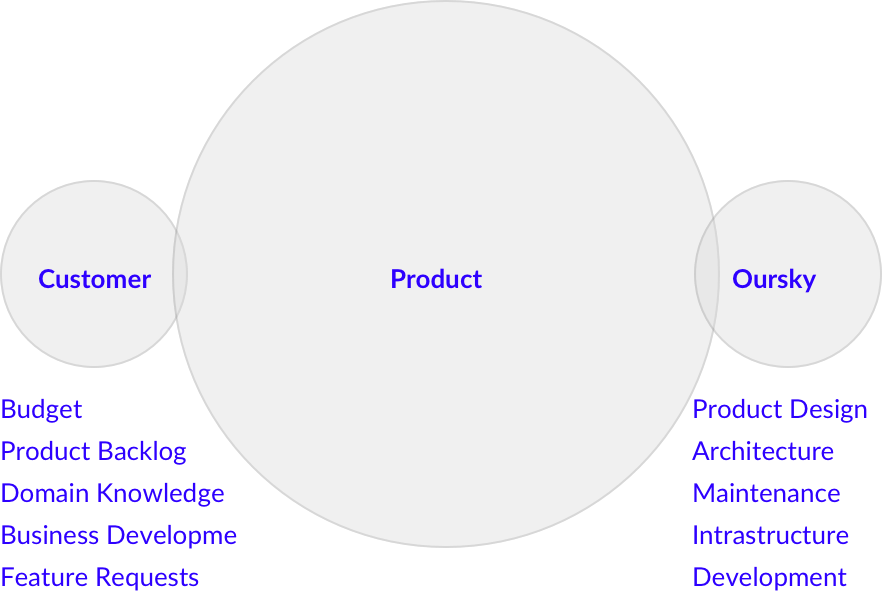 Customer
Product
Oursky
Budget
Product Backlog
Domain Knowledge
Business Developme
Feature Requests
Product Design
Architecture
Maintenance
Intrastructure
Development